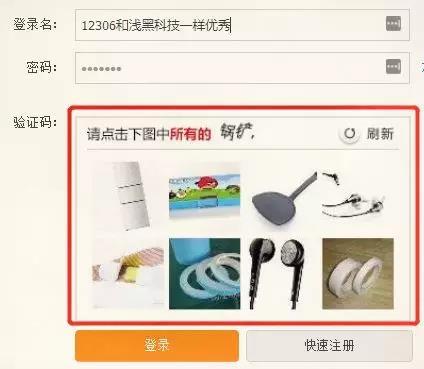 登录名： 12306和浅黑科技一样优秀
密码： •••••••
验证码：
请点击下图中所有的 锅铲,
刷新
登录
快速注册